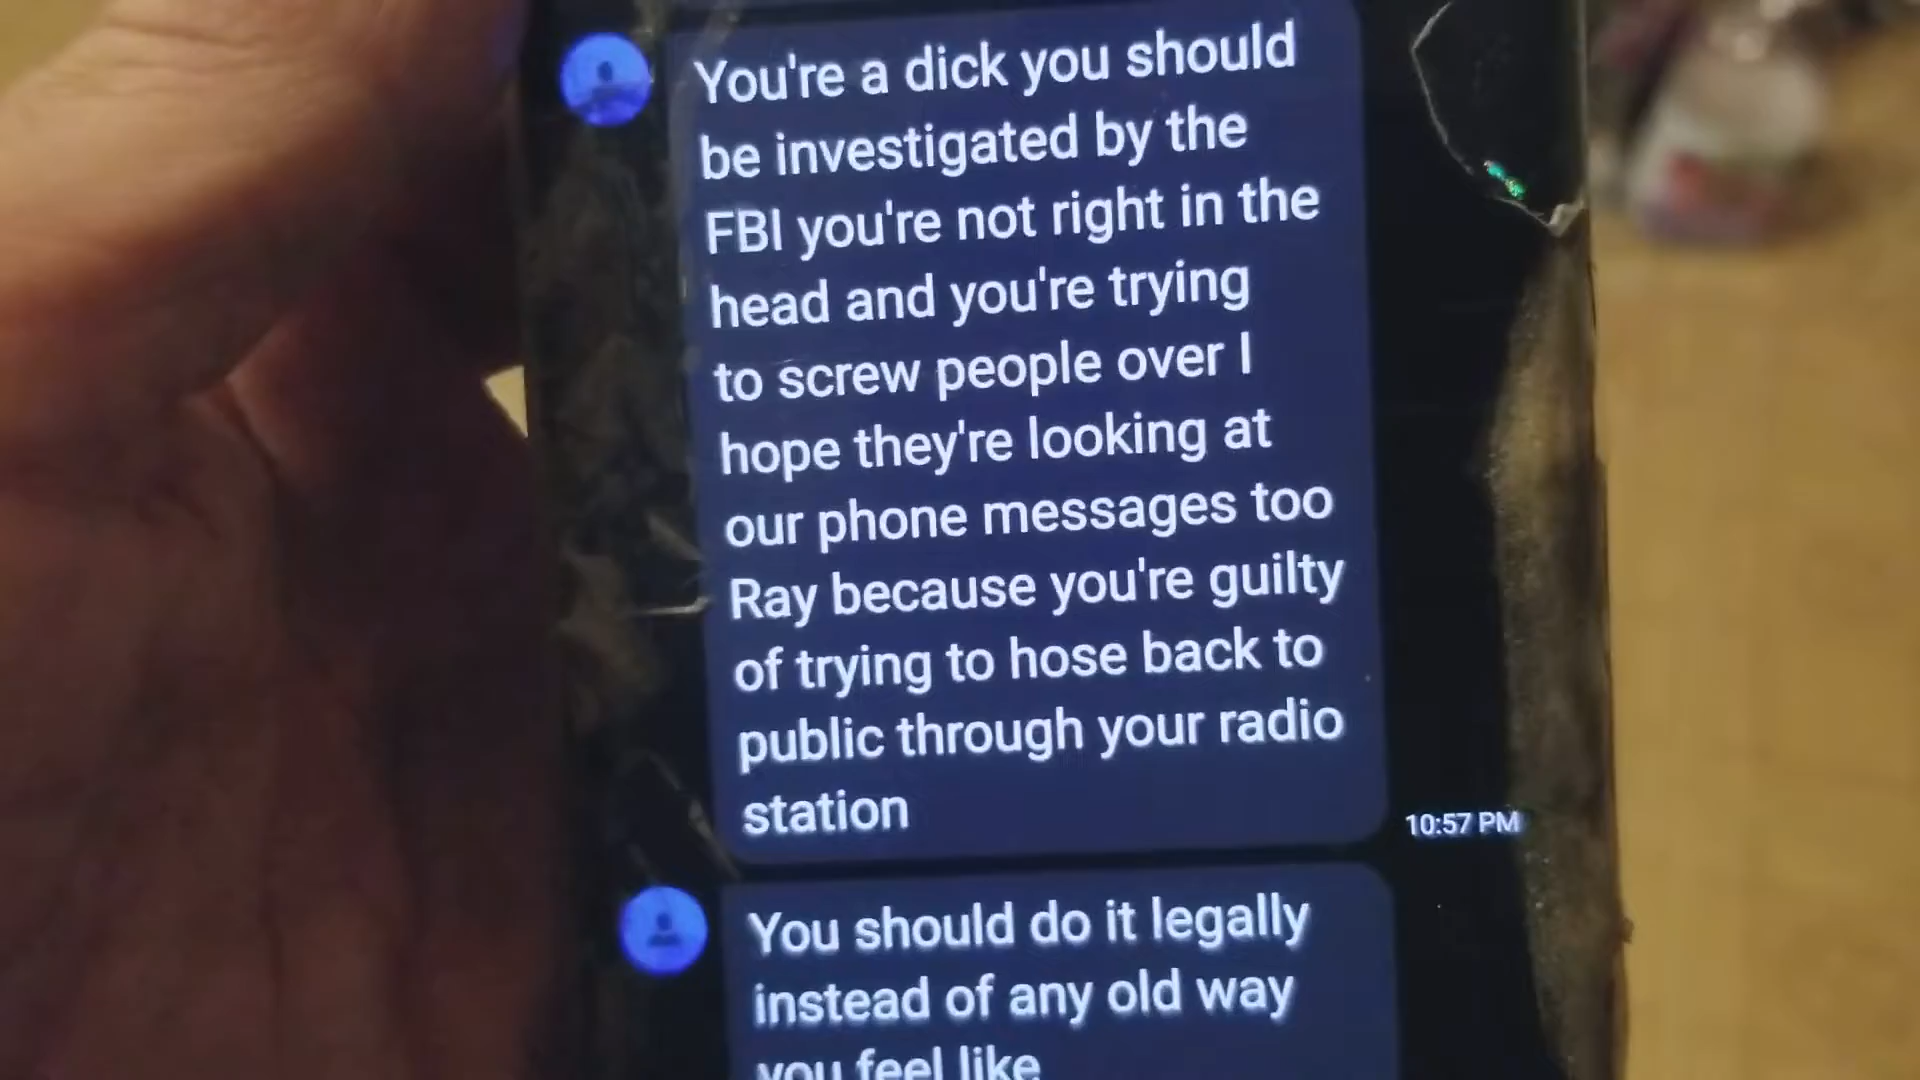 You're a dick you should
be investigated by the
FBI you're not right in the
head and you're trying
to screw people over I
hope they're looking at
our phone messages too
Ray because you're guilty
of trying to hose back to
public through your radio
station
10:57 PM
You should do it legally
instead of any old way
you feel like